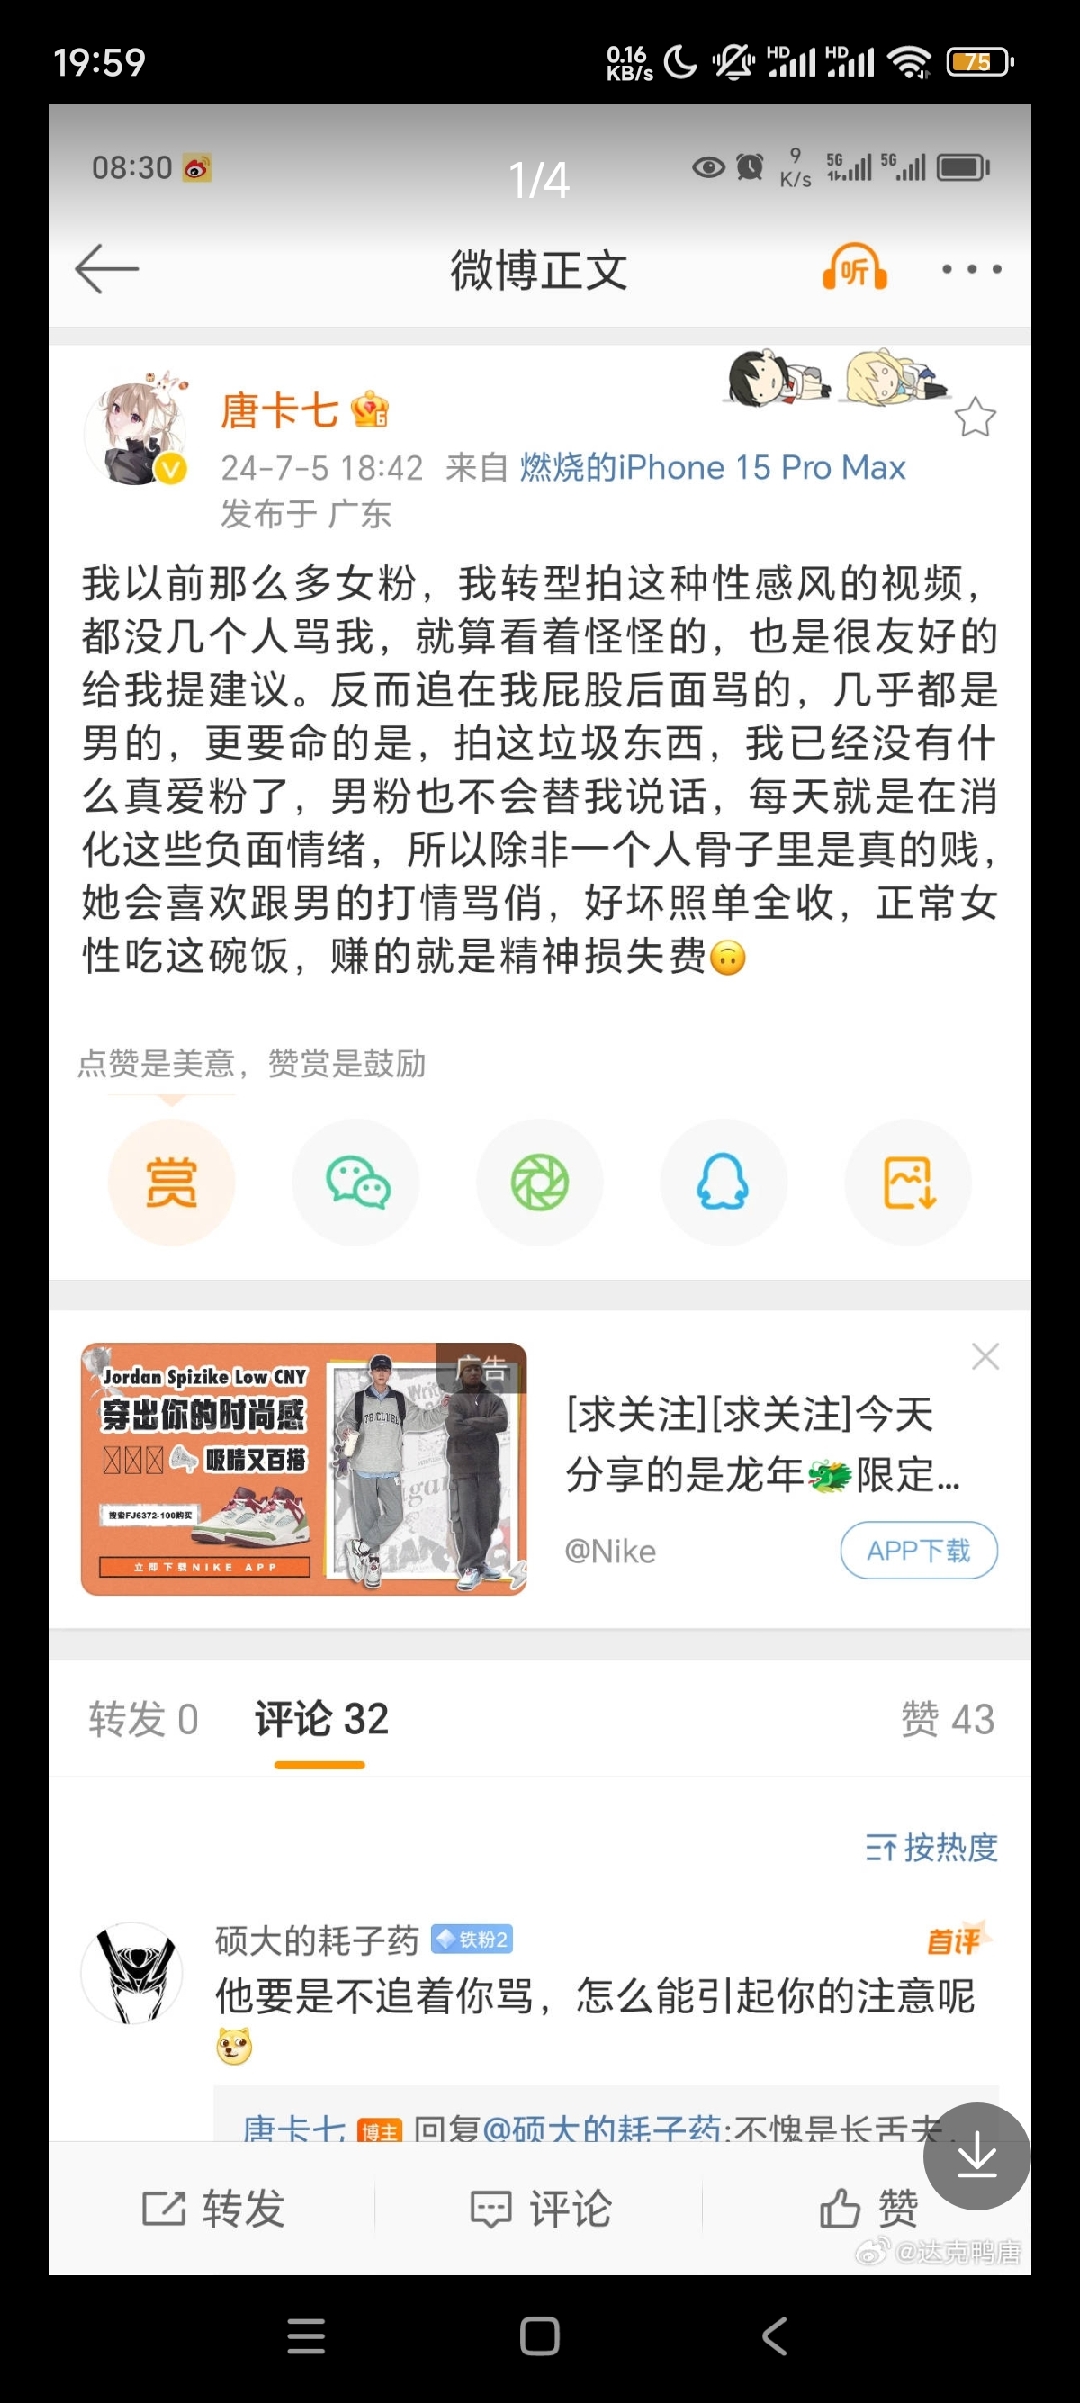 19:59
0.16 KB/s HD HD 75
08:30 1/4 9 K/s 5G 5G
微博正文 听
唐卡七 6
24-7-5 18:42 来自 燃烧的iPhone 15 Pro Max
发布于 广东
我以前那么多女粉，我转型拍这种性感风的视频，
都没几个人骂我，就算看着怪怪的，也是很友好的
给我提建议。反而追在我屁股后面骂的，几乎都是
男的，更要命的是，拍这垃圾东西，我已经没有什
么真爱粉了，男粉也不会替我说话，每天就是在消
化这些负面情绪，所以除非一个人骨子里是真的贱，
她会喜欢跟男的打情骂俏，好坏照单全收，正常女
性吃这碗饭，赚的就是精神损失费🙃
点赞是美意，赞赏是鼓励
赏
Jordan Spizike Low CNY
穿出你的时尚感
吸睛又百搭
搜索FJ6372-100购买
立即下载NIKE APP
广告
[求关注][求关注]今天
分享的是龙年🐲限定...
@Nike APP下载
转发 0 评论 32 赞 43
按热度
硕大的耗子药 铁粉2 首评
他要是不追着你骂，怎么能引起你的注意呢
唐卡七 博主 回复@硕大的耗子药:不愧是长舌夫
转发 评论 赞
@达克鸭唐